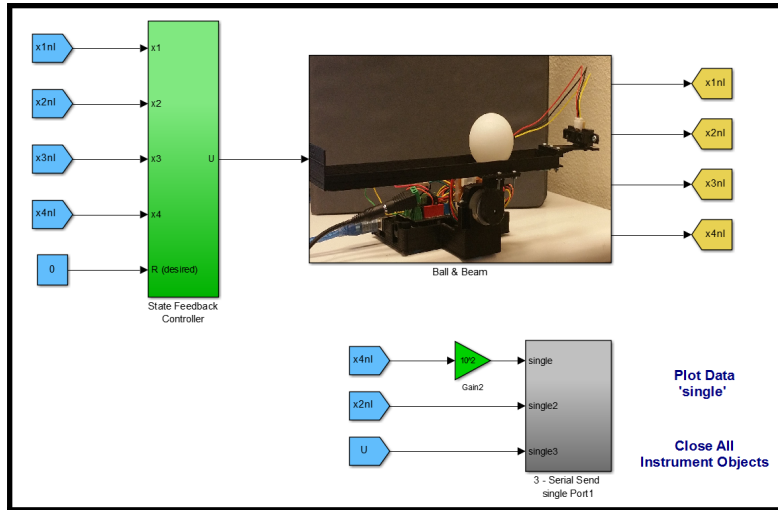 x1nl
x1
x2nl
x2
x3nl
x3
x4nl
x4
0
R (desired)
U
State Feedback
Controller
Ball & Beam
x1nl
x2nl
x3nl
x4nl
x4nl
10^2
Gain2
single
x2nl
single2
U
single3
3 - Serial Send
single Port1
Plot Data
'single'
Close All
Instrument Objects